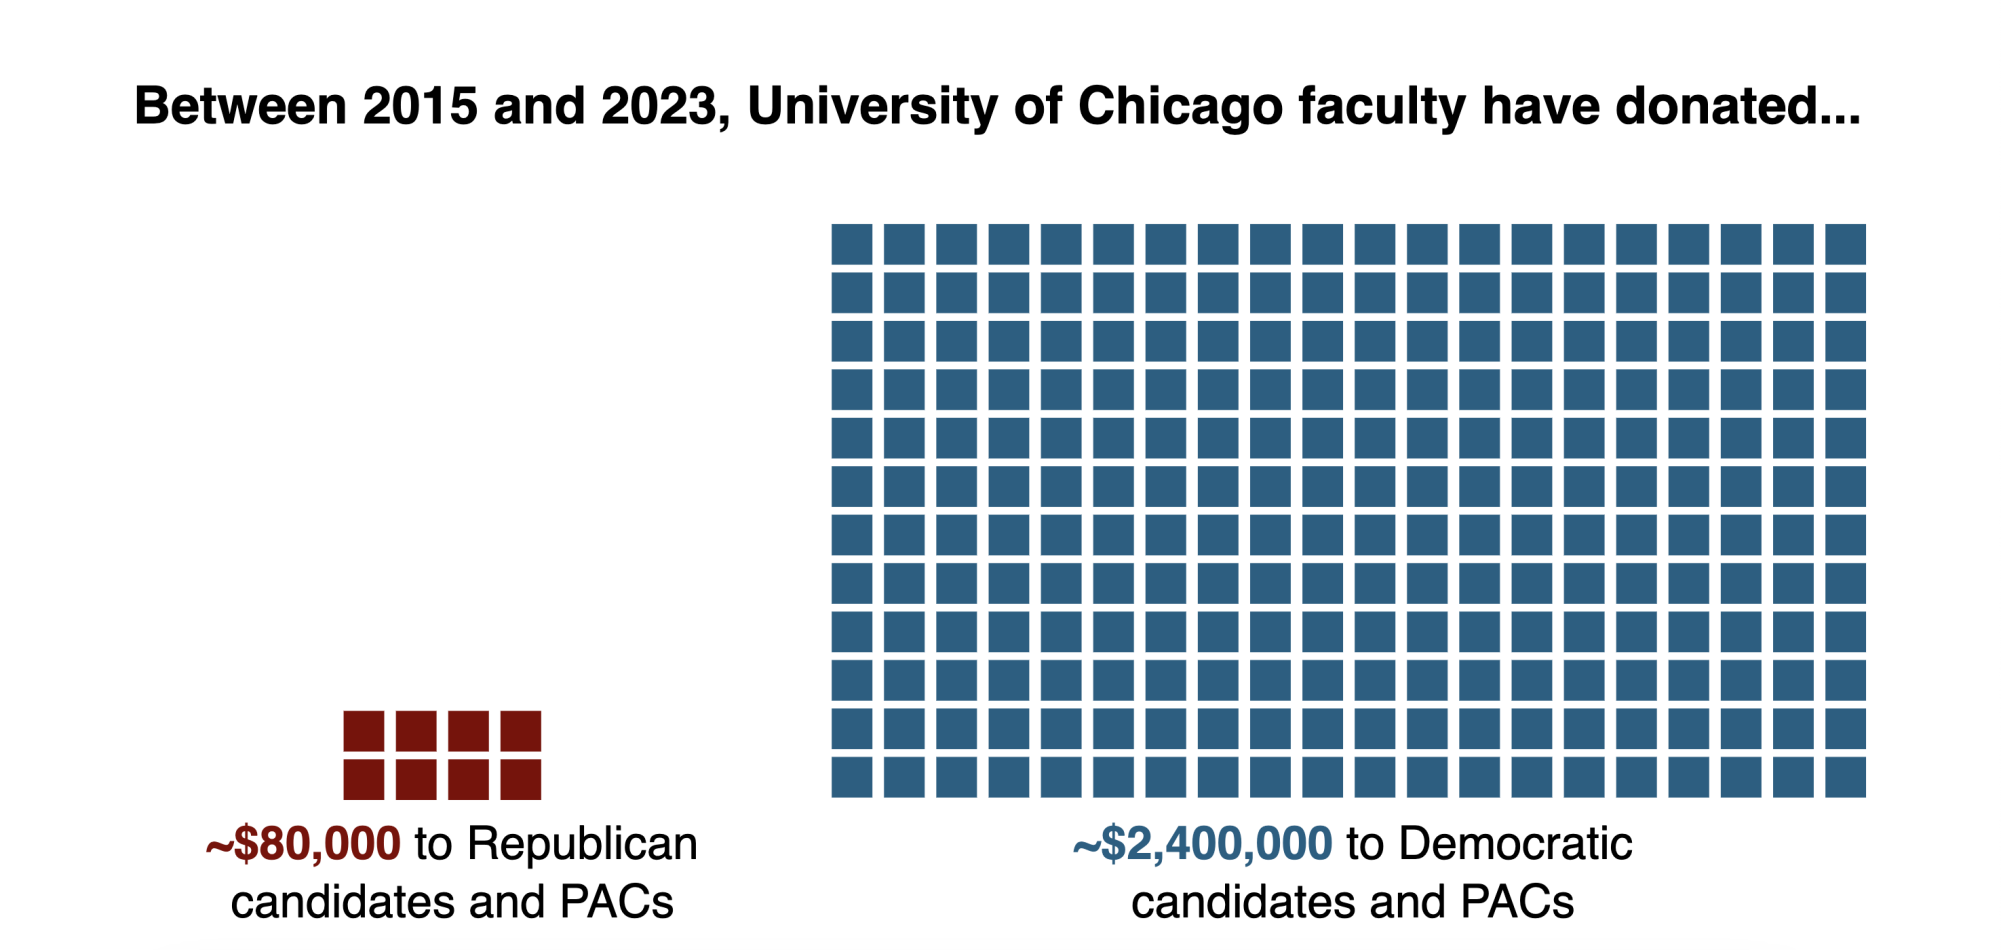 Between 2015 and 2023, University of Chicago faculty have donated...
~$80,000 to Republican
candidates and PACs
~$2,400,000 to Democratic
candidates and PACs